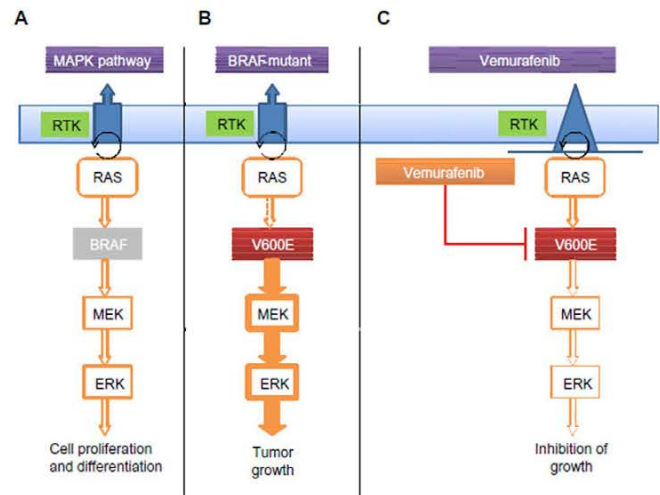 A
MAPK pathway
RTK
RAS
BRAF
MEK
ERK
Cell proliferation
and differentiation
B
BRAF-mutant
RTK
RAS
V600E
MEK
ERK
Tumor
growth
C
Vemurafenib
RTK
Vemurafenib
RAS
V600E
MEK
ERK
Inhibition of
growth